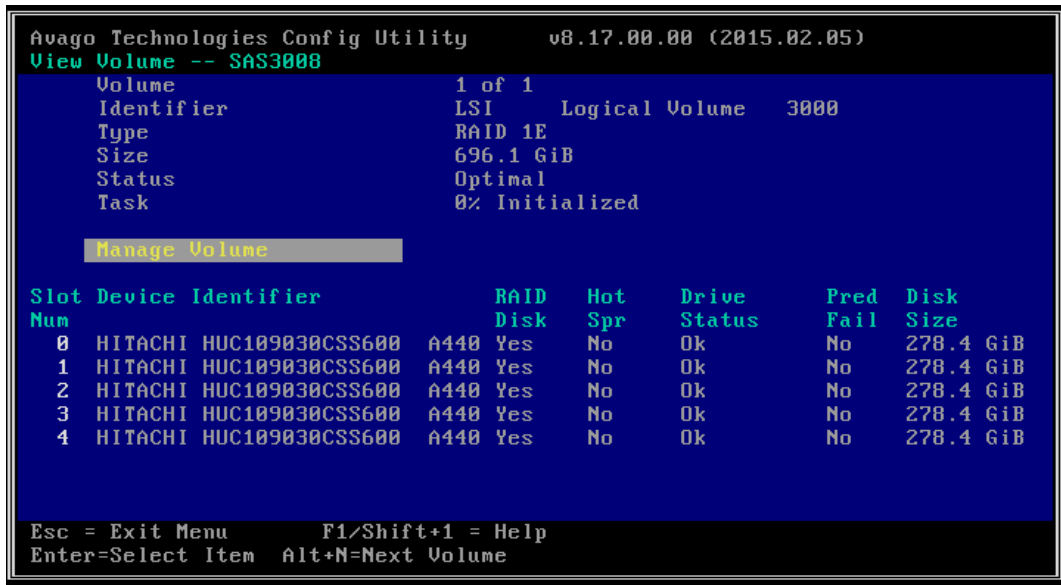 Avago Technologies Config Utility v8.17.00.00 (2015.02.05)
View Volume -- SAS3008
Volume 1 of 1
Identifier LSI Logical Volume 3000
Type RAID 1E
Size 696.1 GiB
Status Optimal
Task 0% Initialized
Manage Volume
Slot Device Identifier RAID Hot Drive Pred Disk
Num Disk Spr Status Fail Size
0 HITACHI HUC109030CSS600 A440 Yes No Ok No 278.4 GiB
1 HITACHI HUC109030CSS600 A440 Yes No Ok No 278.4 GiB
2 HITACHI HUC109030CSS600 A440 Yes No Ok No 278.4 GiB
3 HITACHI HUC109030CSS600 A440 Yes No Ok No 278.4 GiB
4 HITACHI HUC109030CSS600 A440 Yes No Ok No 278.4 GiB
Esc = Exit Menu F1/Shift+1 = Help
Enter=Select Item Alt+N=Next Volume